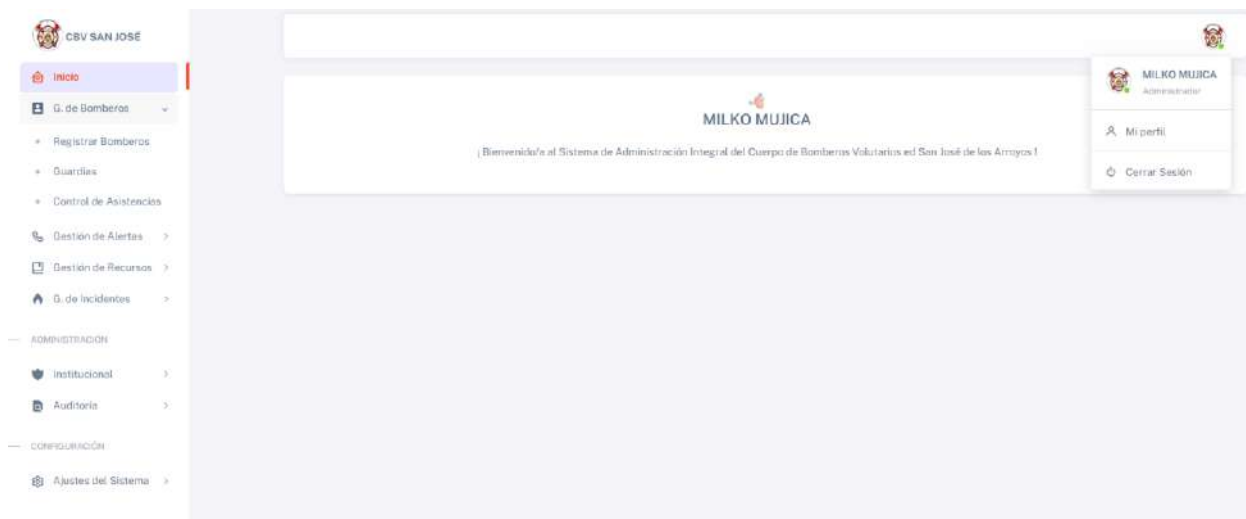 CBV SAN JOSÉ
Inicio
G. de Bomberos
Registrar Bomberos
Guardias
Control de Asistencias
Gestión de Alertas
Gestión de Recursos
G. de Incidentes
ADMINISTRACIÓN
Institucional
Auditoria
CONFIGURACIÓN
Ajustes del Sistema
MILKO MUJICA
¡ Bienvenido/a al Sistema de Administración Integral del Cuerpo de Bomberos Volutarios ed San José de los Arroyos !
MILKO MUJICA
Administrador
Mi perfil
Cerrar Sesión